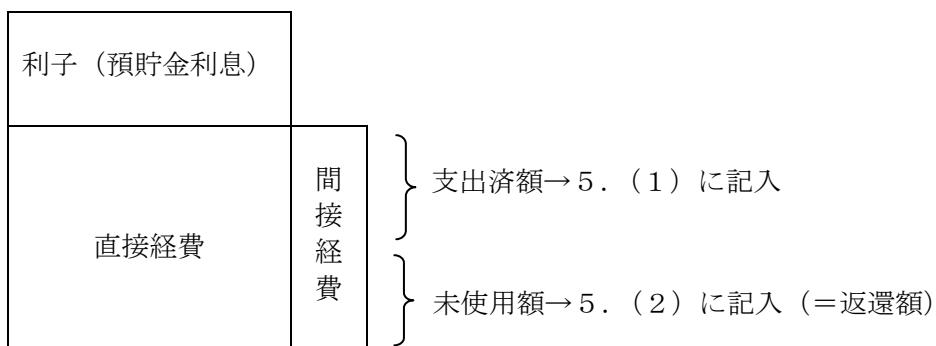 利子（預貯金利息）
直接経費
間接経費
支出済額→５．（１）に記入
未使用額→５．（２）に記入（＝返還額）